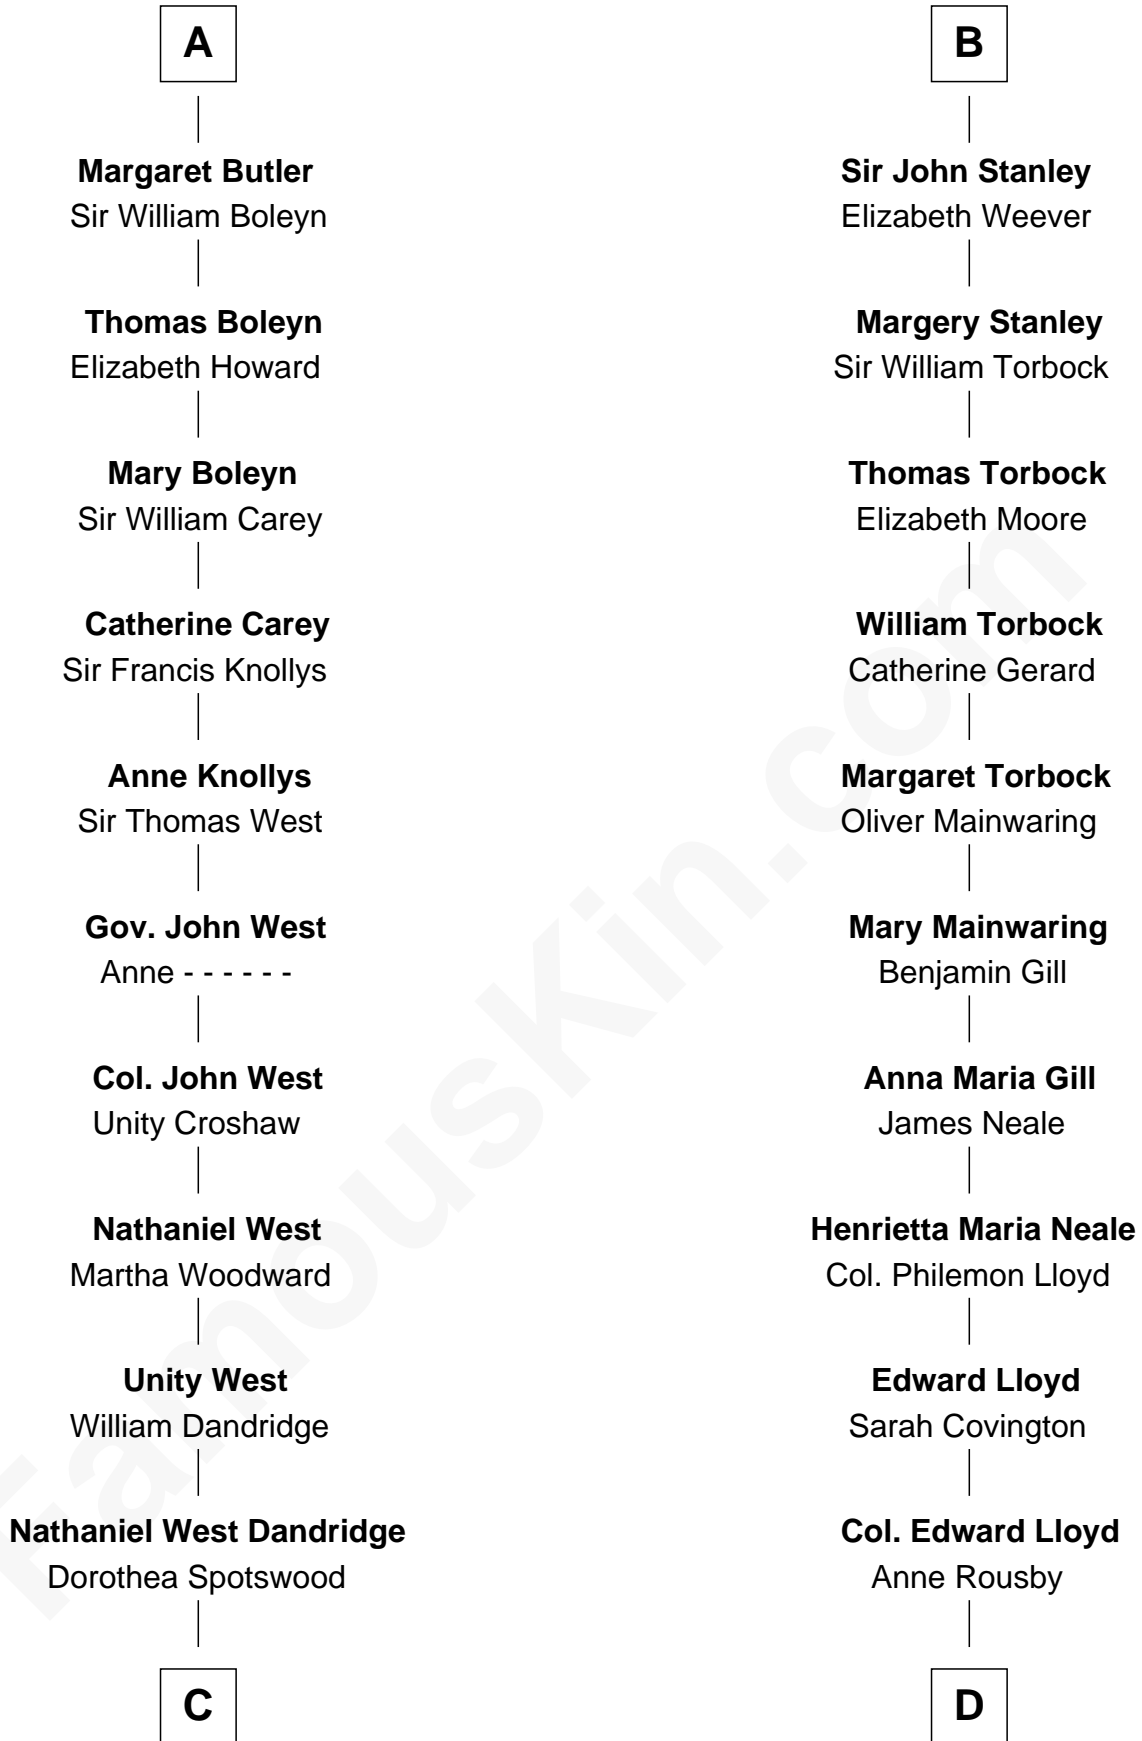 A
Margaret Butler
Sir William Boleyn
Thomas Boleyn
Elizabeth Howard
Mary Boleyn
Sir William Carey
Catherine Carey
Sir Francis Knollys
Anne Knollys
Sir Thomas West
Gov. John West
Anne - - - - - -
Col. John West
Unity Croshaw
Nathaniel West
Martha Woodward
Unity West
William Dandridge
Nathaniel West Dandridge
Dorothea Spotswood
C
B
Sir John Stanley
Elizabeth Weever
Margery Stanley
Sir William Torbock
Thomas Torbock
Elizabeth Moore
William Torbock
Catherine Gerard
Margaret Torbock
Oliver Mainwaring
Mary Mainwaring
Benjamin Gill
Anna Maria Gill
James Neale
Henrietta Maria Neale
Col. Philemon Lloyd
Edward Lloyd
Sarah Covington
Col. Edward Lloyd
Anne Rousby
D
FamousKin.com